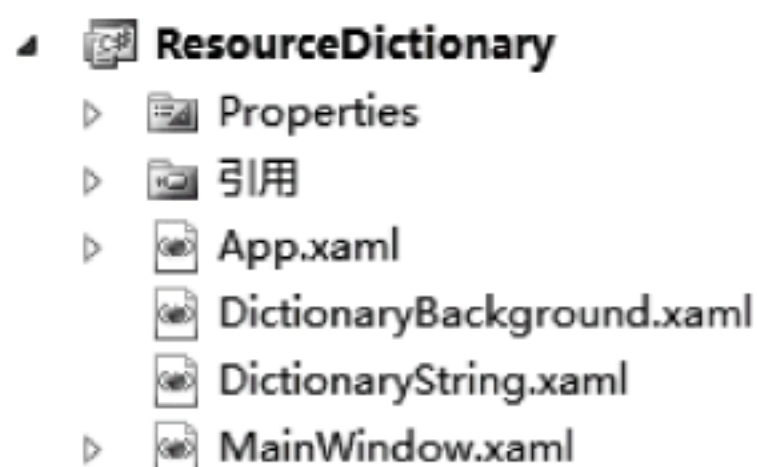 ResourceDictionary
Properties
引用
App.xaml
DictionaryBackground.xaml
DictionaryString.xaml
MainWindow.xaml